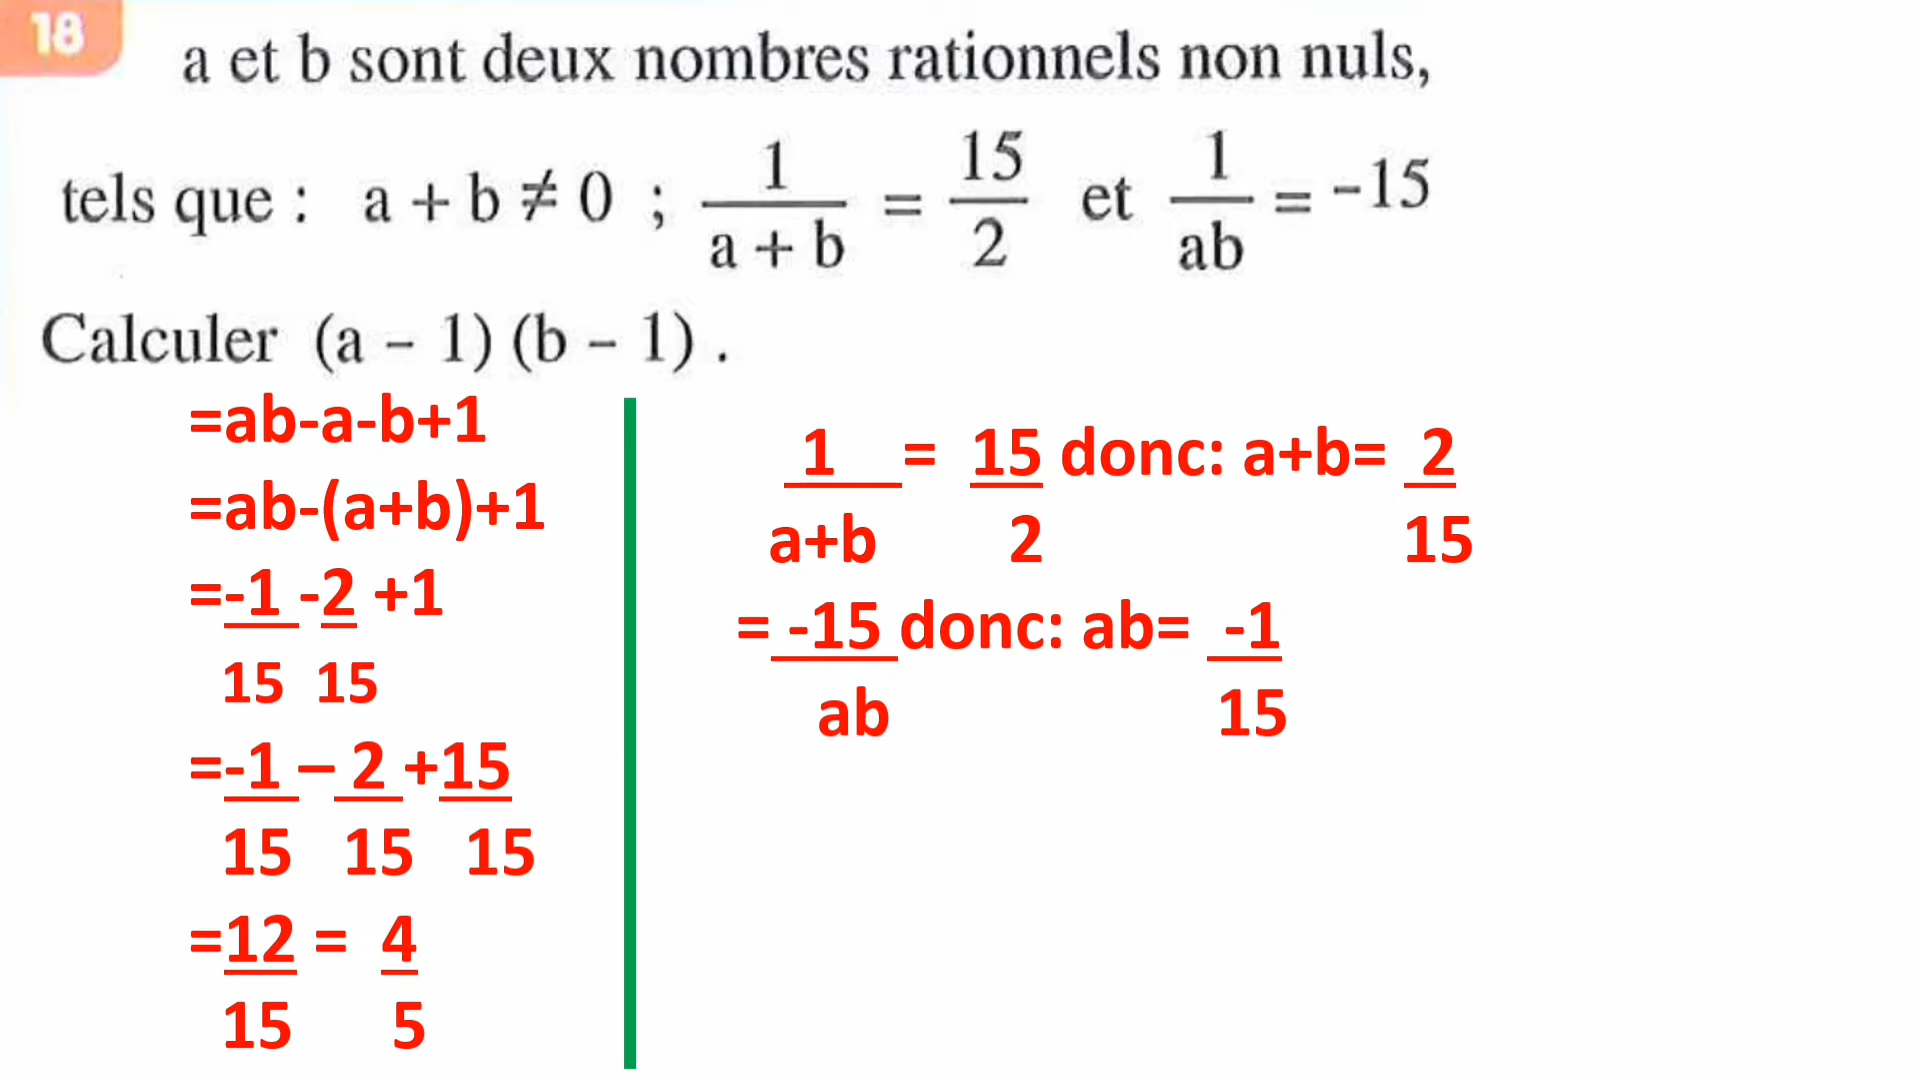 18
a et b sont deux nombres rationnels non nuls,
tels que : a + b ≠ 0 ; 1/(a + b) = 15/2 et 1/ab = -15
Calculer (a - 1) (b - 1) .
=ab-a-b+1
=ab-(a+b)+1
=-1 -2 +1
15 15
=-1 – 2 +15
15 15 15
=12 = 4
15 5
1 = 15 donc: a+b= 2
a+b 2 15
= -15 donc: ab= -1
ab 15